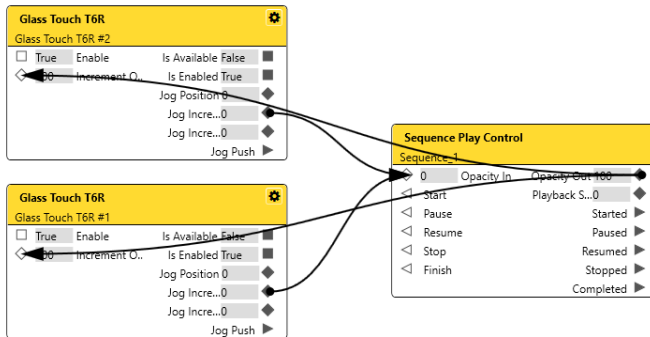 Glass Touch T6R
Glass Touch T6R #2
True Enable Is Available False
Increment O.. Is Enabled True
Jog Position 0
Jog Incre...0
Jog Incre...0
Jog Push
Sequence Play Control
Sequence_1
0 Opacity In Opacity Out 100
Start Playback S...0
Pause Started
Resume Paused
Stop Resumed
Finish Stopped
Completed
Glass Touch T6R
Glass Touch T6R #1
True Enable Is Available False
Increment O.. Is Enabled True
Jog Position 0
Jog Incre...0
Jog Incre...0
Jog Push